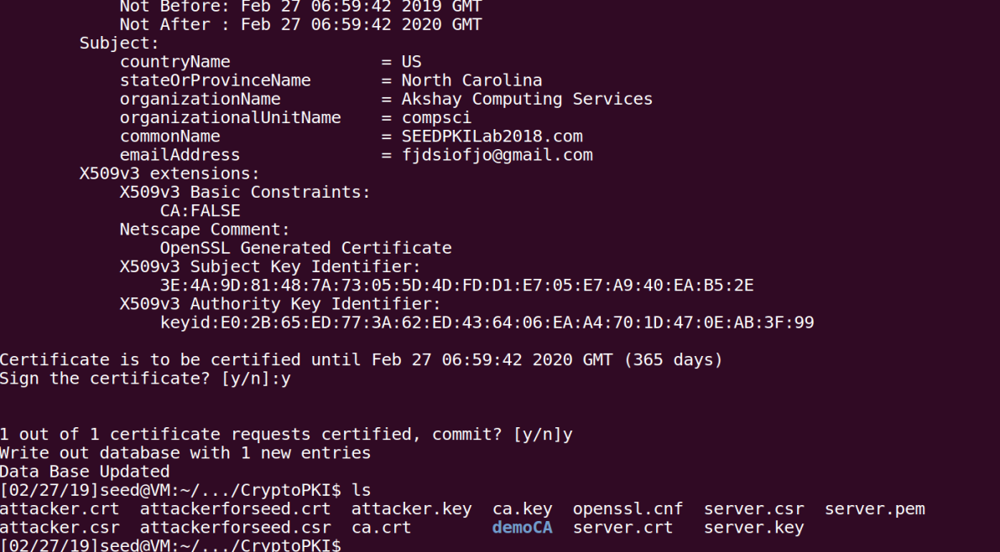 Not Before: Feb 27 06:59:42 2019 GMT
Not After : Feb 27 06:59:42 2020 GMT
Subject:
countryName = US
stateOrProvinceName = North Carolina
organizationName = Akshay Computing Services
organizationalUnitName = compsci
commonName = SEEDPKILab2018.com
emailAddress = fjdsiofjo@gmail.com
X509v3 extensions:
X509v3 Basic Constraints:
CA:FALSE
Netscape Comment:
OpenSSL Generated Certificate
X509v3 Subject Key Identifier:
3E:4A:9D:81:48:7A:73:05:5D:4D:FD:D1:E7:05:E7:A9:40:EA:B5:2E
X509v3 Authority Key Identifier:
keyid:E0:2B:65:ED:77:3A:62:ED:43:64:06:EA:A4:70:1D:47:0E:AB:3F:99
Certificate is to be certified until Feb 27 06:59:42 2020 GMT (365 days)
Sign the certificate? [y/n]:y
1 out of 1 certificate requests certified, commit? [y/n]y
Write out database with 1 new entries
Data Base Updated
[02/27/19]seed@VM:~/.../CryptoPKI$ ls
attacker.crt attackerforseed.crt attacker.key ca.key openssl.cnf server.csr server.pem
attacker.csr attackerforseed.csr ca.crt demoCA server.crt server.key
[02/27/19]seed@VM:~/.../CryptoPKI$